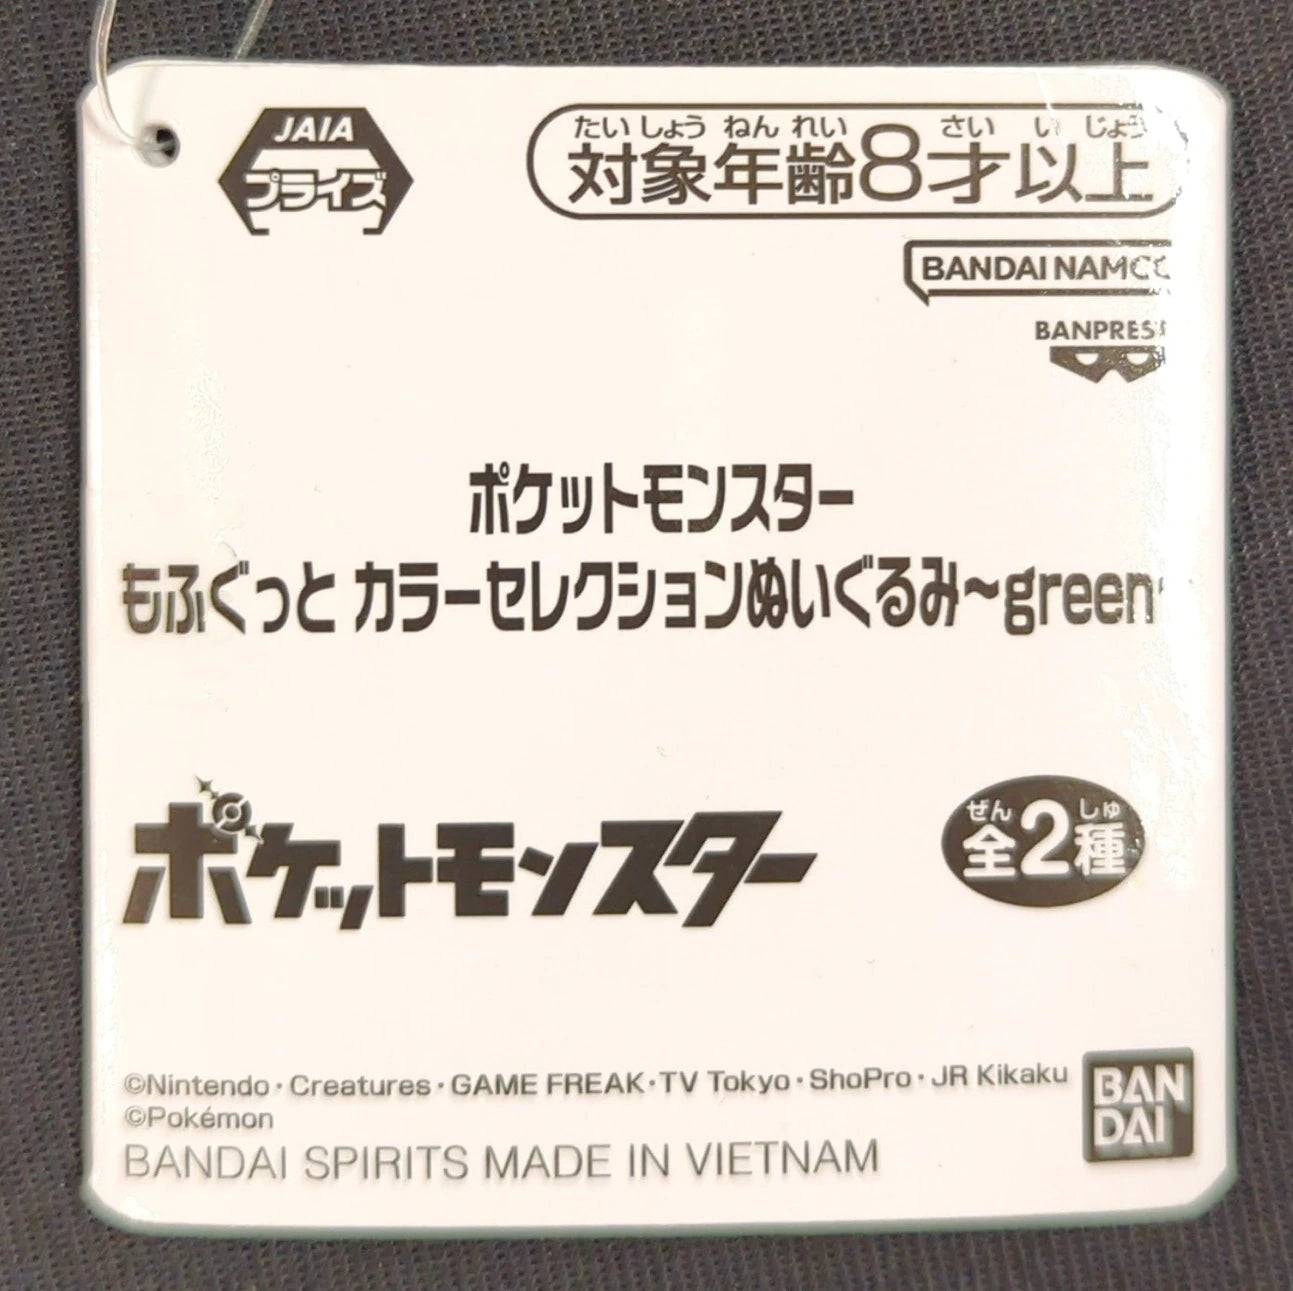 JAIA
プライズ
たいしょうねんれい さい いじょう
対象年齢8才以上
BANDAI NAMCO
BANPREST
ポケットモンスター
もふぐっと カラーセレクションぬいぐるみ～green
ポケットモンスター
ぜん しゅ
全2種
©Nintendo・Creatures・GAME FREAK・TV Tokyo・ShoPro・JR Kikaku
©Pokémon
BANDAI SPIRITS MADE IN VIETNAM
BAN
DAI